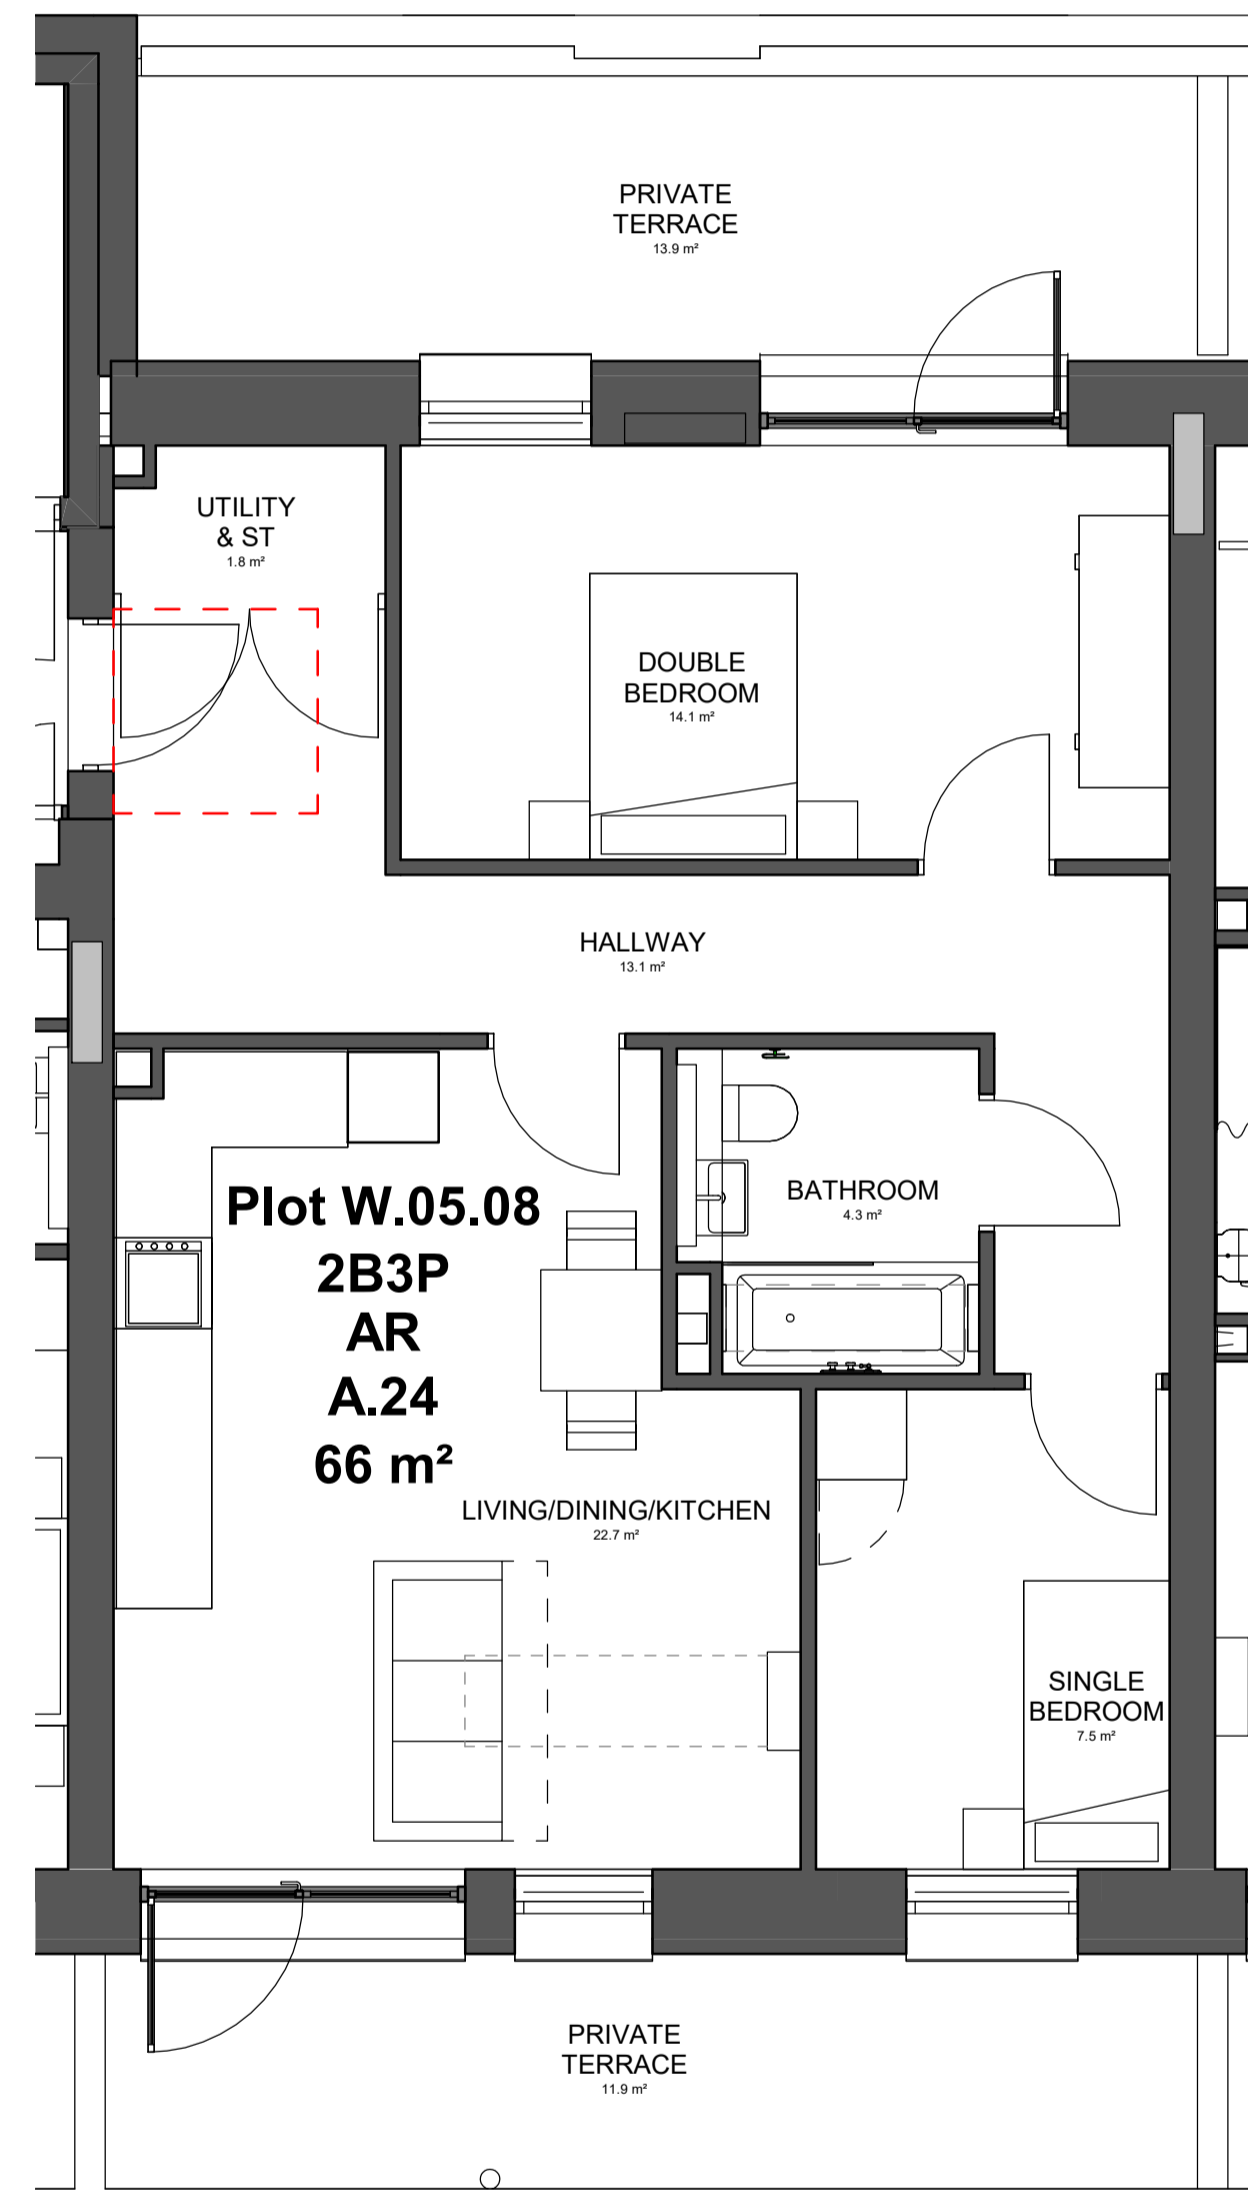 PRIVATE
TERRACE
13.9 m²
UTILITY
& ST
1.8 m²
DOUBLE
BEDROOM
14.1 m²
HALLWAY
13.1 m²
BATHROOM
4.3 m²
Plot W.05.08
2B3P
AR
A.24
66 m²
LIVING/DINING/KITCHEN
22.7 m²
SINGLE
BEDROOM
7.5 m²
PRIVATE
TERRACE
11.9 m²